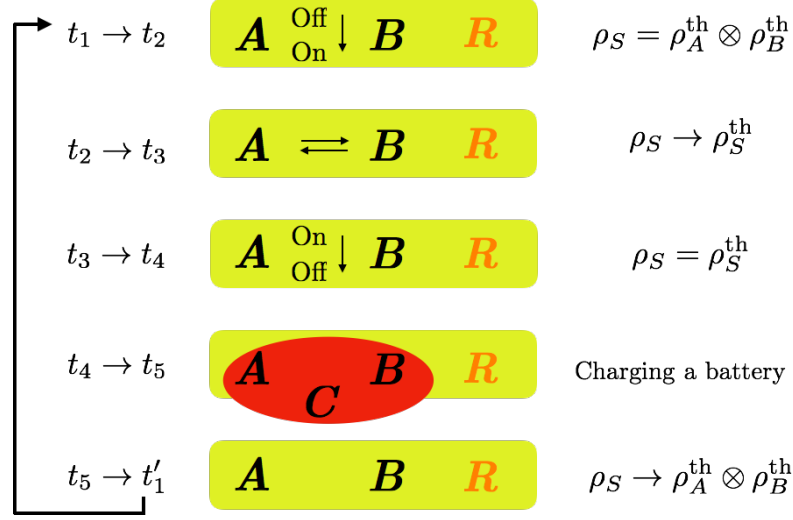 t₁ → t₂ A Off On ↓ B R ρ_S = ρ_A^th ⊗ ρ_B^th
t₂ → t₃ A ⇄ B R ρ_S → ρ_S^th
t₃ → t₄ A On Off ↓ B R ρ_S = ρ_S^th
t₄ → t₅ A B C R Charging a battery
t₅ → t₁′ A B R ρ_S → ρ_A^th ⊗ ρ_B^th